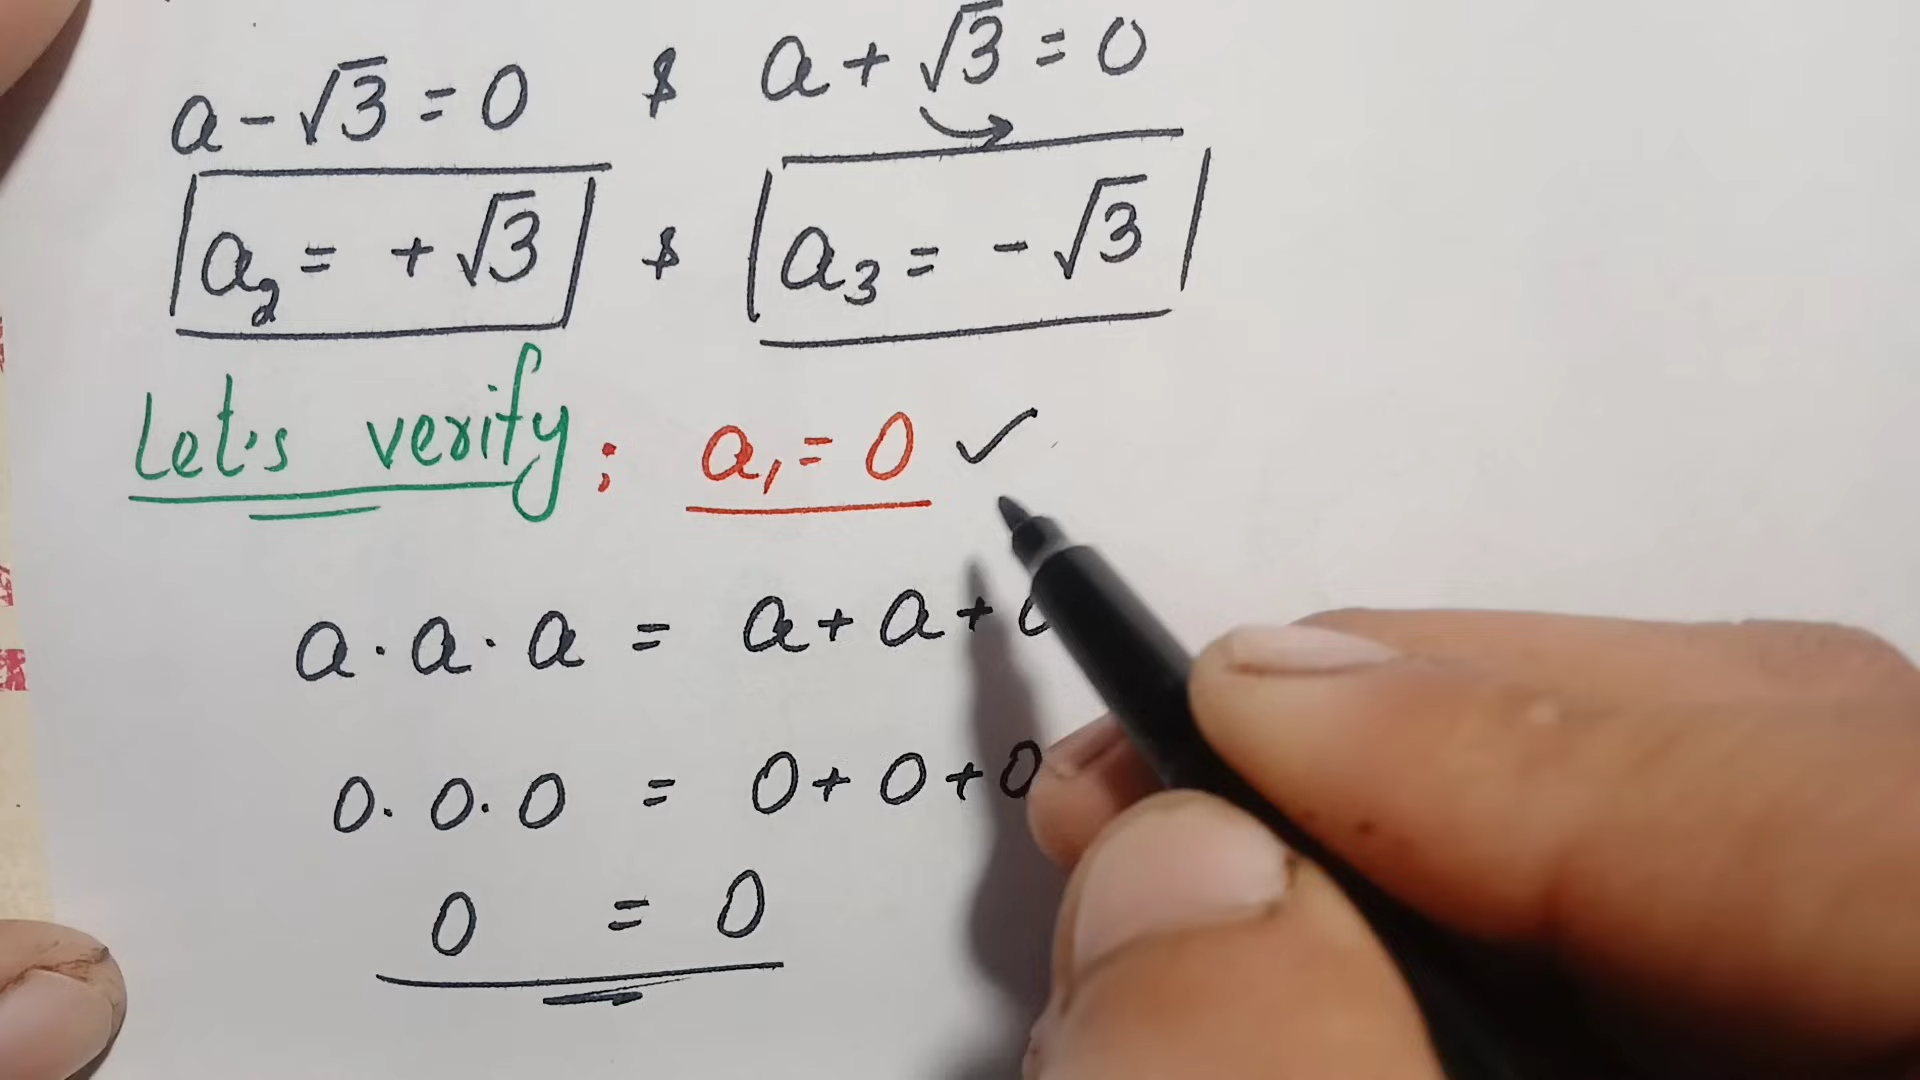 a - √3 = 0 & a + √3 = 0
a₂ = + √3 & a₃ = - √3
Let's verify ; a₁ = 0 ✓
a · a · a = a + a +
0 · 0 · 0 = 0 + 0 + 0
0 = 0